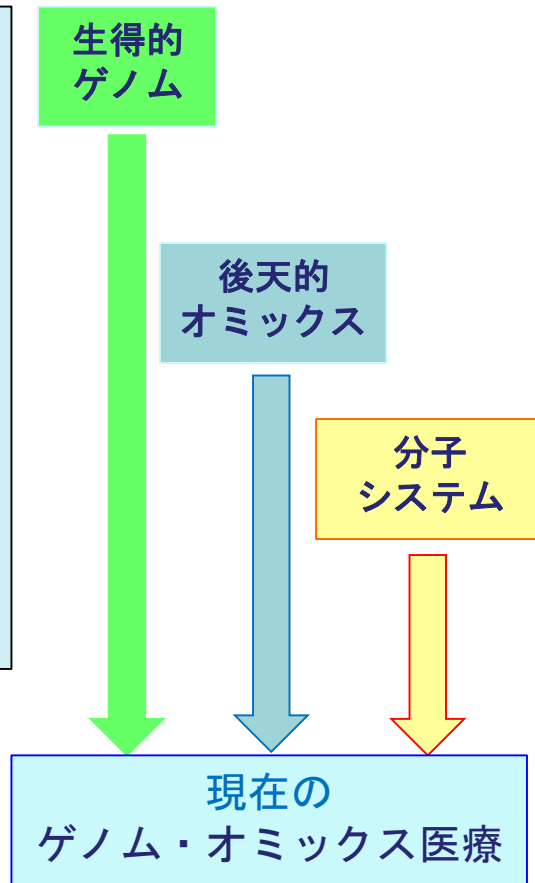 生得的
ゲノム
後天的
オミックス
分子
システム
現在の
ゲノム・オミックス医療